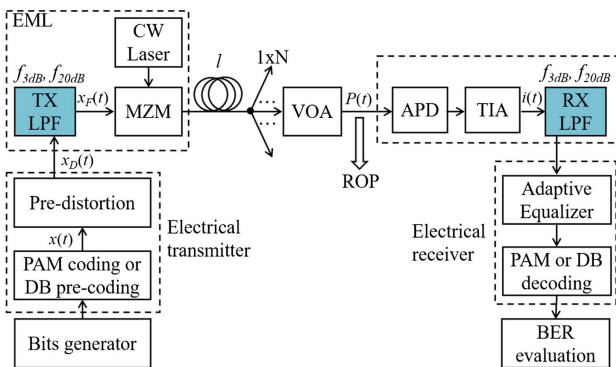 EML
CW
Laser
f3dB, f20dB
TX
LPF
xF(t)
MZM
l
1xN
...
...
VOA
P(t)
ROP
APD
TIA
i(t)
f3dB, f20dB
RX
LPF
xD(t)
Pre-distortion
x(t)
PAM coding or
DB pre-coding
Electrical
transmitter
Bits generator
Adaptive
Equalizer
Electrical
receiver
PAM or DB
decoding
BER
evaluation